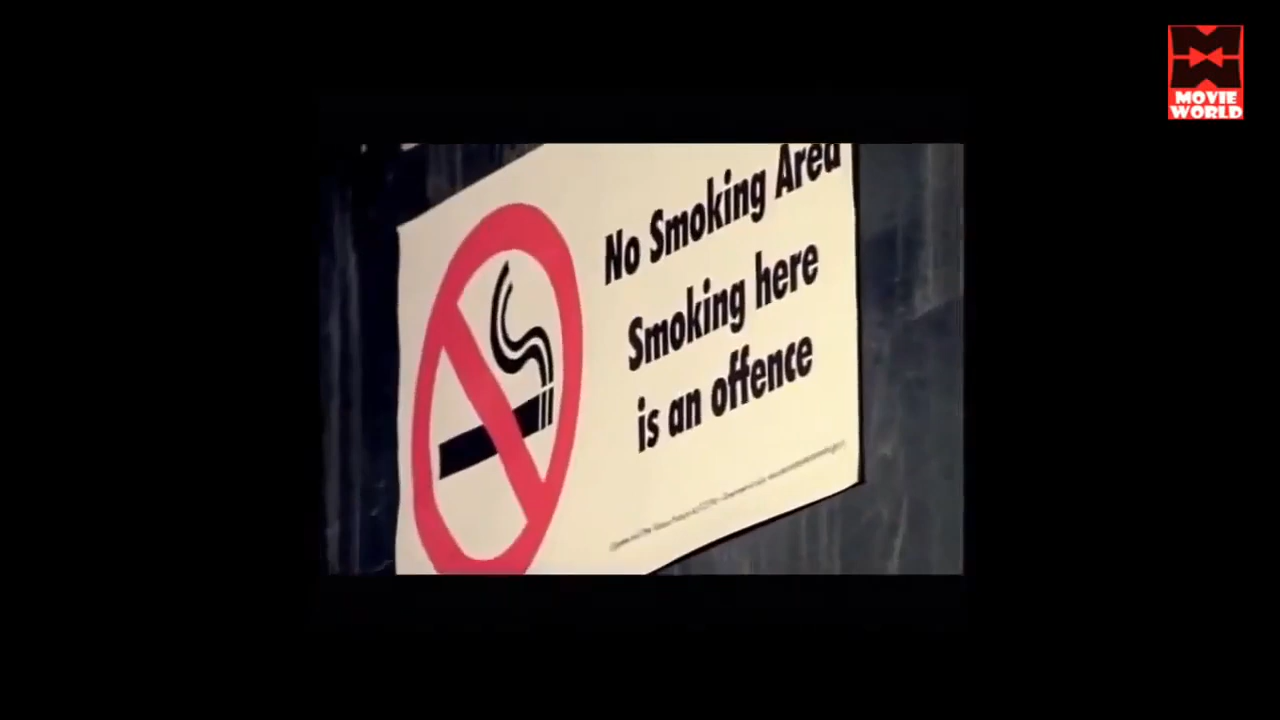 MOVIE
WORLD
No Smoking Area
Smoking here
is an offence